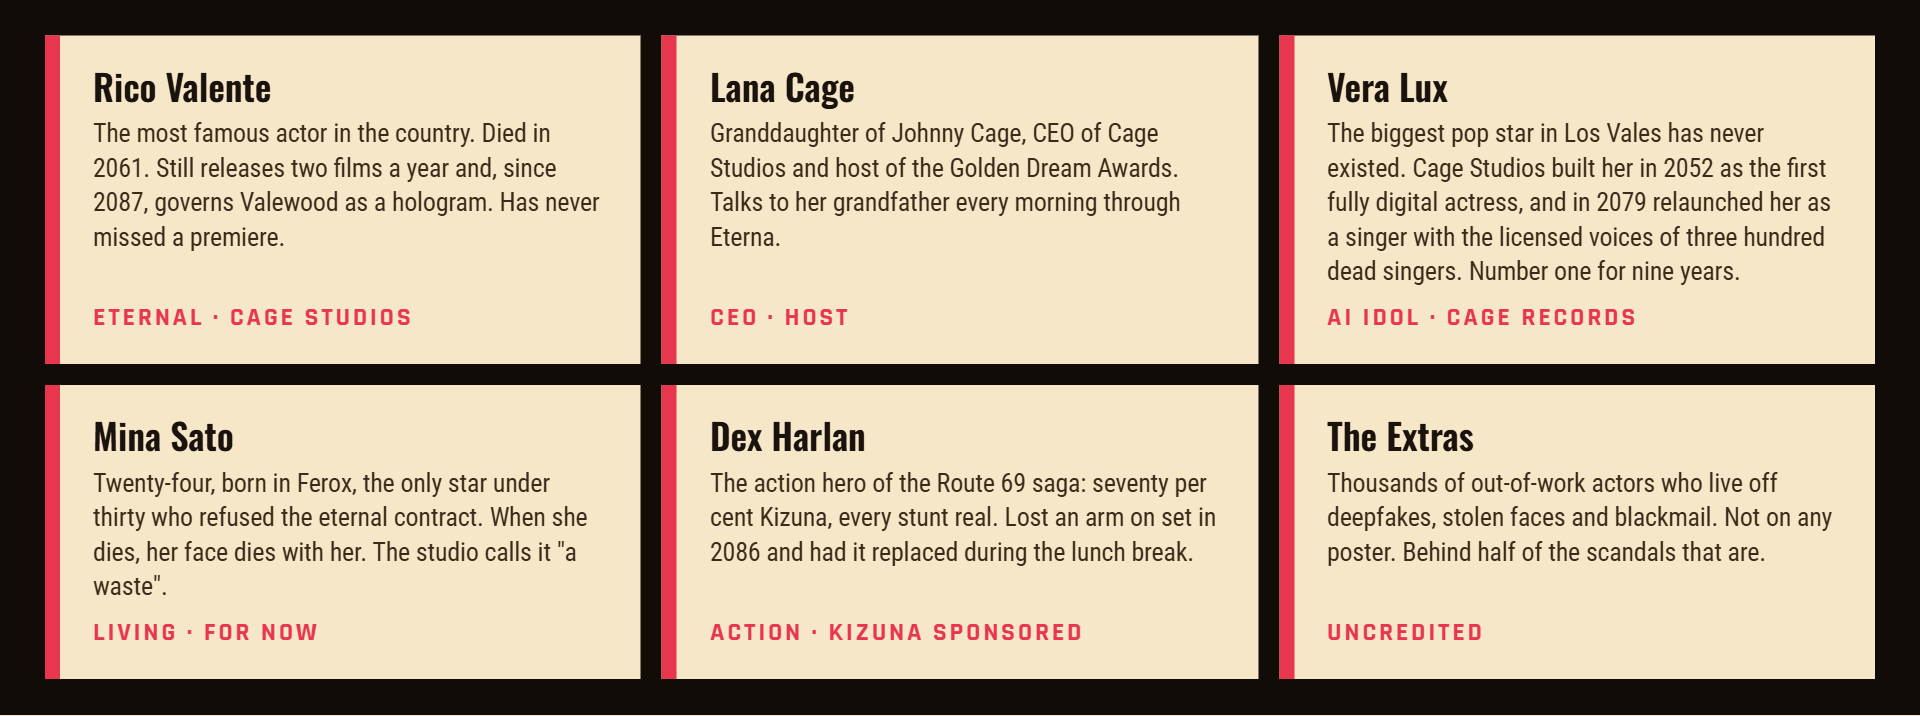 Rico Valente
The most famous actor in the country. Died in
2061. Still releases two films a year and, since
2087, governs Valewood as a hologram. Has never
missed a premiere.
ETERNAL · CAGE STUDIOS
Lana Cage
Granddaughter of Johnny Cage, CEO of Cage
Studios and host of the Golden Dream Awards.
Talks to her grandfather every morning through
Eterna.
CEO · HOST
Vera Lux
The biggest pop star in Los Vales has never
existed. Cage Studios built her in 2052 as the first
fully digital actress, and in 2079 relaunched her as
a singer with the licensed voices of three hundred
dead singers. Number one for nine years.
AI IDOL · CAGE RECORDS
Mina Sato
Twenty-four, born in Ferox, the only star under
thirty who refused the eternal contract. When she
dies, her face dies with her. The studio calls it "a
waste".
LIVING · FOR NOW
Dex Harlan
The action hero of the Route 69 saga: seventy per
cent Kizuna, every stunt real. Lost an arm on set in
2086 and had it replaced during the lunch break.
ACTION · KIZUNA SPONSORED
The Extras
Thousands of out-of-work actors who live off
deepfakes, stolen faces and blackmail. Not on any
poster. Behind half of the scandals that are.
UNCREDITED